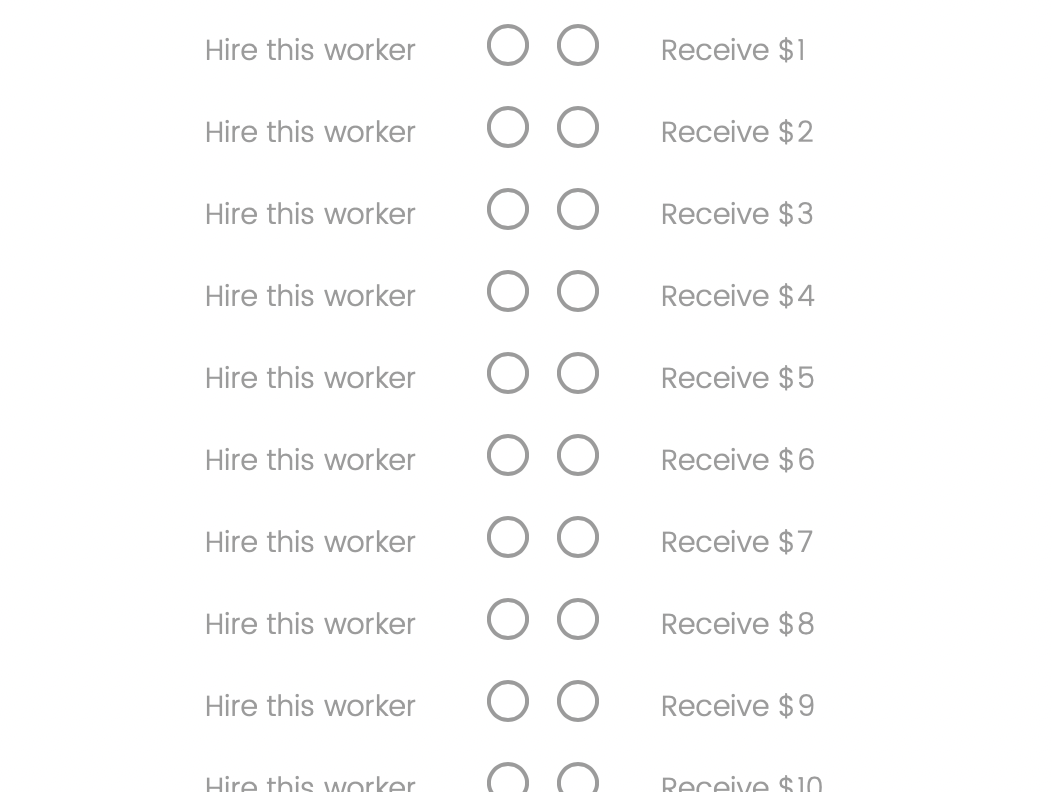 Hire this worker Receive $1
Hire this worker Receive $2
Hire this worker Receive $3
Hire this worker Receive $4
Hire this worker Receive $5
Hire this worker Receive $6
Hire this worker Receive $7
Hire this worker Receive $8
Hire this worker Receive $9
Hire this worker Receive $10